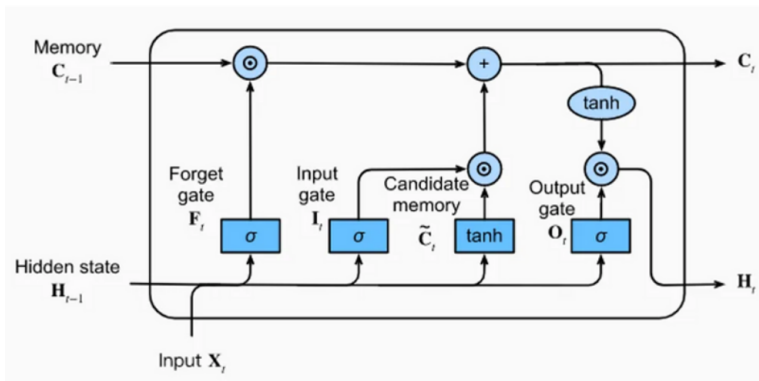 Memory
C_{t−1}
⊙
+
C_t
tanh
Forget
gate
F_t
Input
gate
I_t
Candidate
memory
C̃_t
⊙
Output
gate
O_t
⊙
σ
σ
tanh
σ
Hidden state
H_{t−1}
H_t
Input X_t